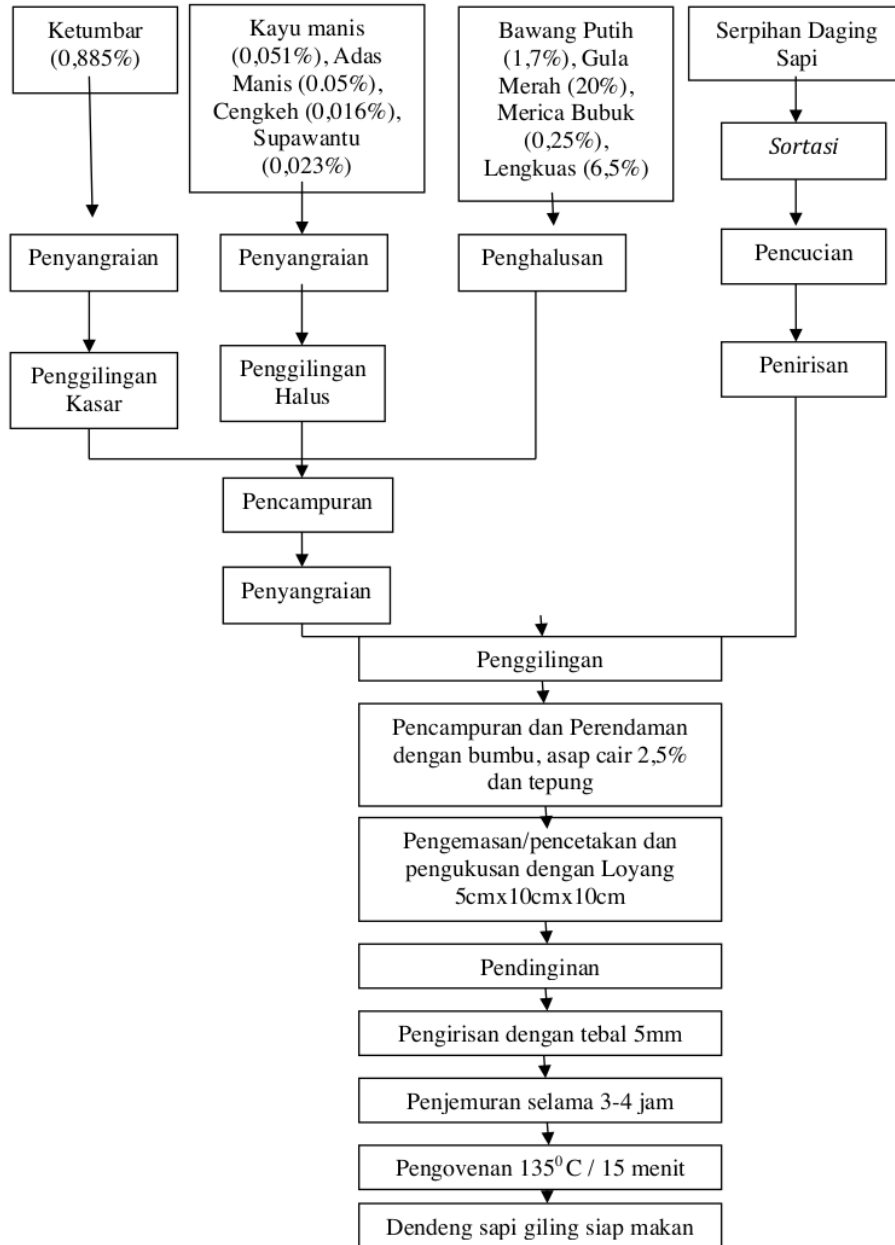 Ketumbar
(0,885%)
Kayu manis
(0,051%), Adas
Manis (0.05%),
Cengkeh (0,016%),
Supawantu
(0,023%)
Bawang Putih
(1,7%), Gula
Merah (20%),
Merica Bubuk
(0,25%),
Lengkuas (6,5%)
Serpihan Daging
Sapi
Sortasi
Penyangraian
Penyangraian
Penghalusan
Pencucian
Penggilingan
Kasar
Penggilingan
Halus
Penirisan
Pencampuran
Penyangraian
Penggilingan
Pencampuran dan Perendaman
dengan bumbu, asap cair 2,5%
dan tepung
Pengemasan/pencetakan dan
pengukusan dengan Loyang
5cmx10cmx10cm
Pendinginan
Pengirisan dengan tebal 5mm
Penjemuran selama 3-4 jam
Pengovenan 135⁰ C / 15 menit
Dendeng sapi giling siap makan